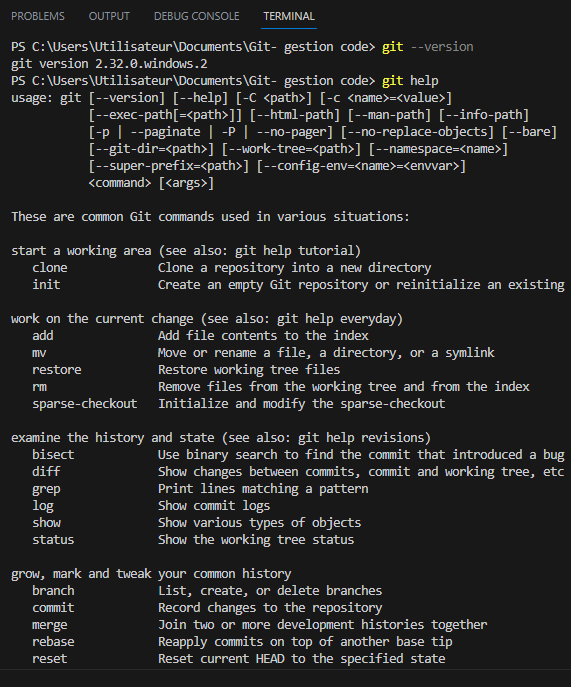 PROBLEMS OUTPUT DEBUG CONSOLE TERMINAL
PS C:\Users\Utilisateur\Documents\Git- gestion code> git --version
git version 2.32.0.windows.2
PS C:\Users\Utilisateur\Documents\Git- gestion code> git help
usage: git [--version] [--help] [-C <path>] [-c <name>=<value>]
           [--exec-path[=<path>]] [--html-path] [--man-path] [--info-path]
           [-p | --paginate | -P | --no-pager] [--no-replace-objects] [--bare]
           [--git-dir=<path>] [--work-tree=<path>] [--namespace=<name>]
           [--super-prefix=<path>] [--config-env=<name>=<envvar>]
           <command> [<args>]

These are common Git commands used in various situations:

start a working area (see also: git help tutorial)
   clone             Clone a repository into a new directory
   init              Create an empty Git repository or reinitialize an existing

work on the current change (see also: git help everyday)
   add               Add file contents to the index
   mv                Move or rename a file, a directory, or a symlink
   restore           Restore working tree files
   rm                Remove files from the working tree and from the index
   sparse-checkout   Initialize and modify the sparse-checkout

examine the history and state (see also: git help revisions)
   bisect            Use binary search to find the commit that introduced a bug
   diff              Show changes between commits, commit and working tree, etc
   grep              Print lines matching a pattern
   log               Show commit logs
   show              Show various types of objects
   status            Show the working tree status

grow, mark and tweak your common history
   branch            List, create, or delete branches
   commit            Record changes to the repository
   merge             Join two or more development histories together
   rebase            Reapply commits on top of another base tip
   reset             Reset current HEAD to the specified state